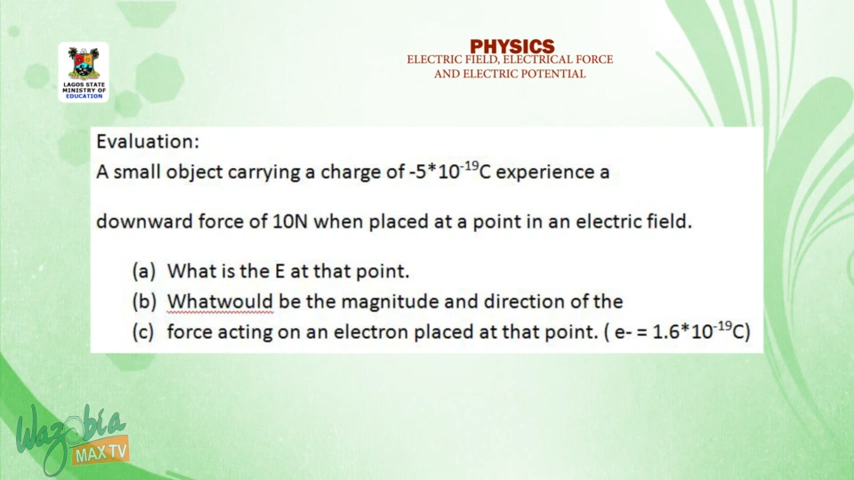 PHYSICS
ELECTRIC FIELD, ELECTRICAL FORCE
AND ELECTRIC POTENTIAL
LAGOS STATE
MINISTRY OF
EDUCATION
Evaluation:
A small object carrying a charge of -5*10⁻¹⁹C experience a
downward force of 10N when placed at a point in an electric field.
(a) What is the E at that point.
(b) Whatwould be the magnitude and direction of the
(c) force acting on an electron placed at that point. ( e- = 1.6*10⁻¹⁹C)
Wazobia
MAX TV